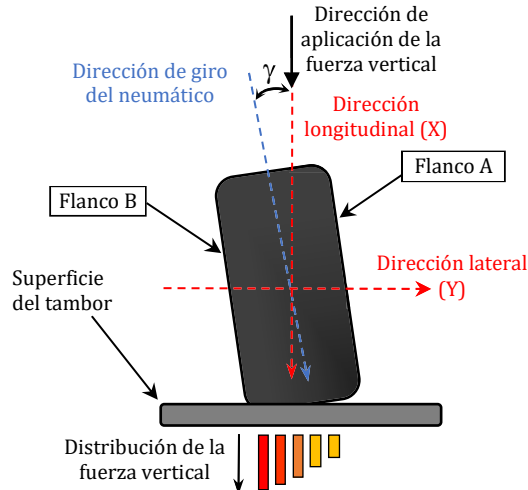 Dirección de
aplicación de la
fuerza vertical
Dirección de giro
del neumático
γ
Dirección
longitudinal (X)
Flanco A
Flanco B
Dirección lateral
(Y)
Superficie
del tambor
Distribución de la
fuerza vertical